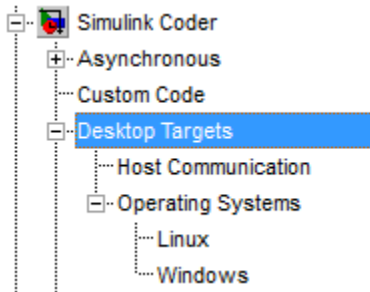 Simulink Coder
Asynchronous
Custom Code
Desktop Targets
Host Communication
Operating Systems
Linux
Windows